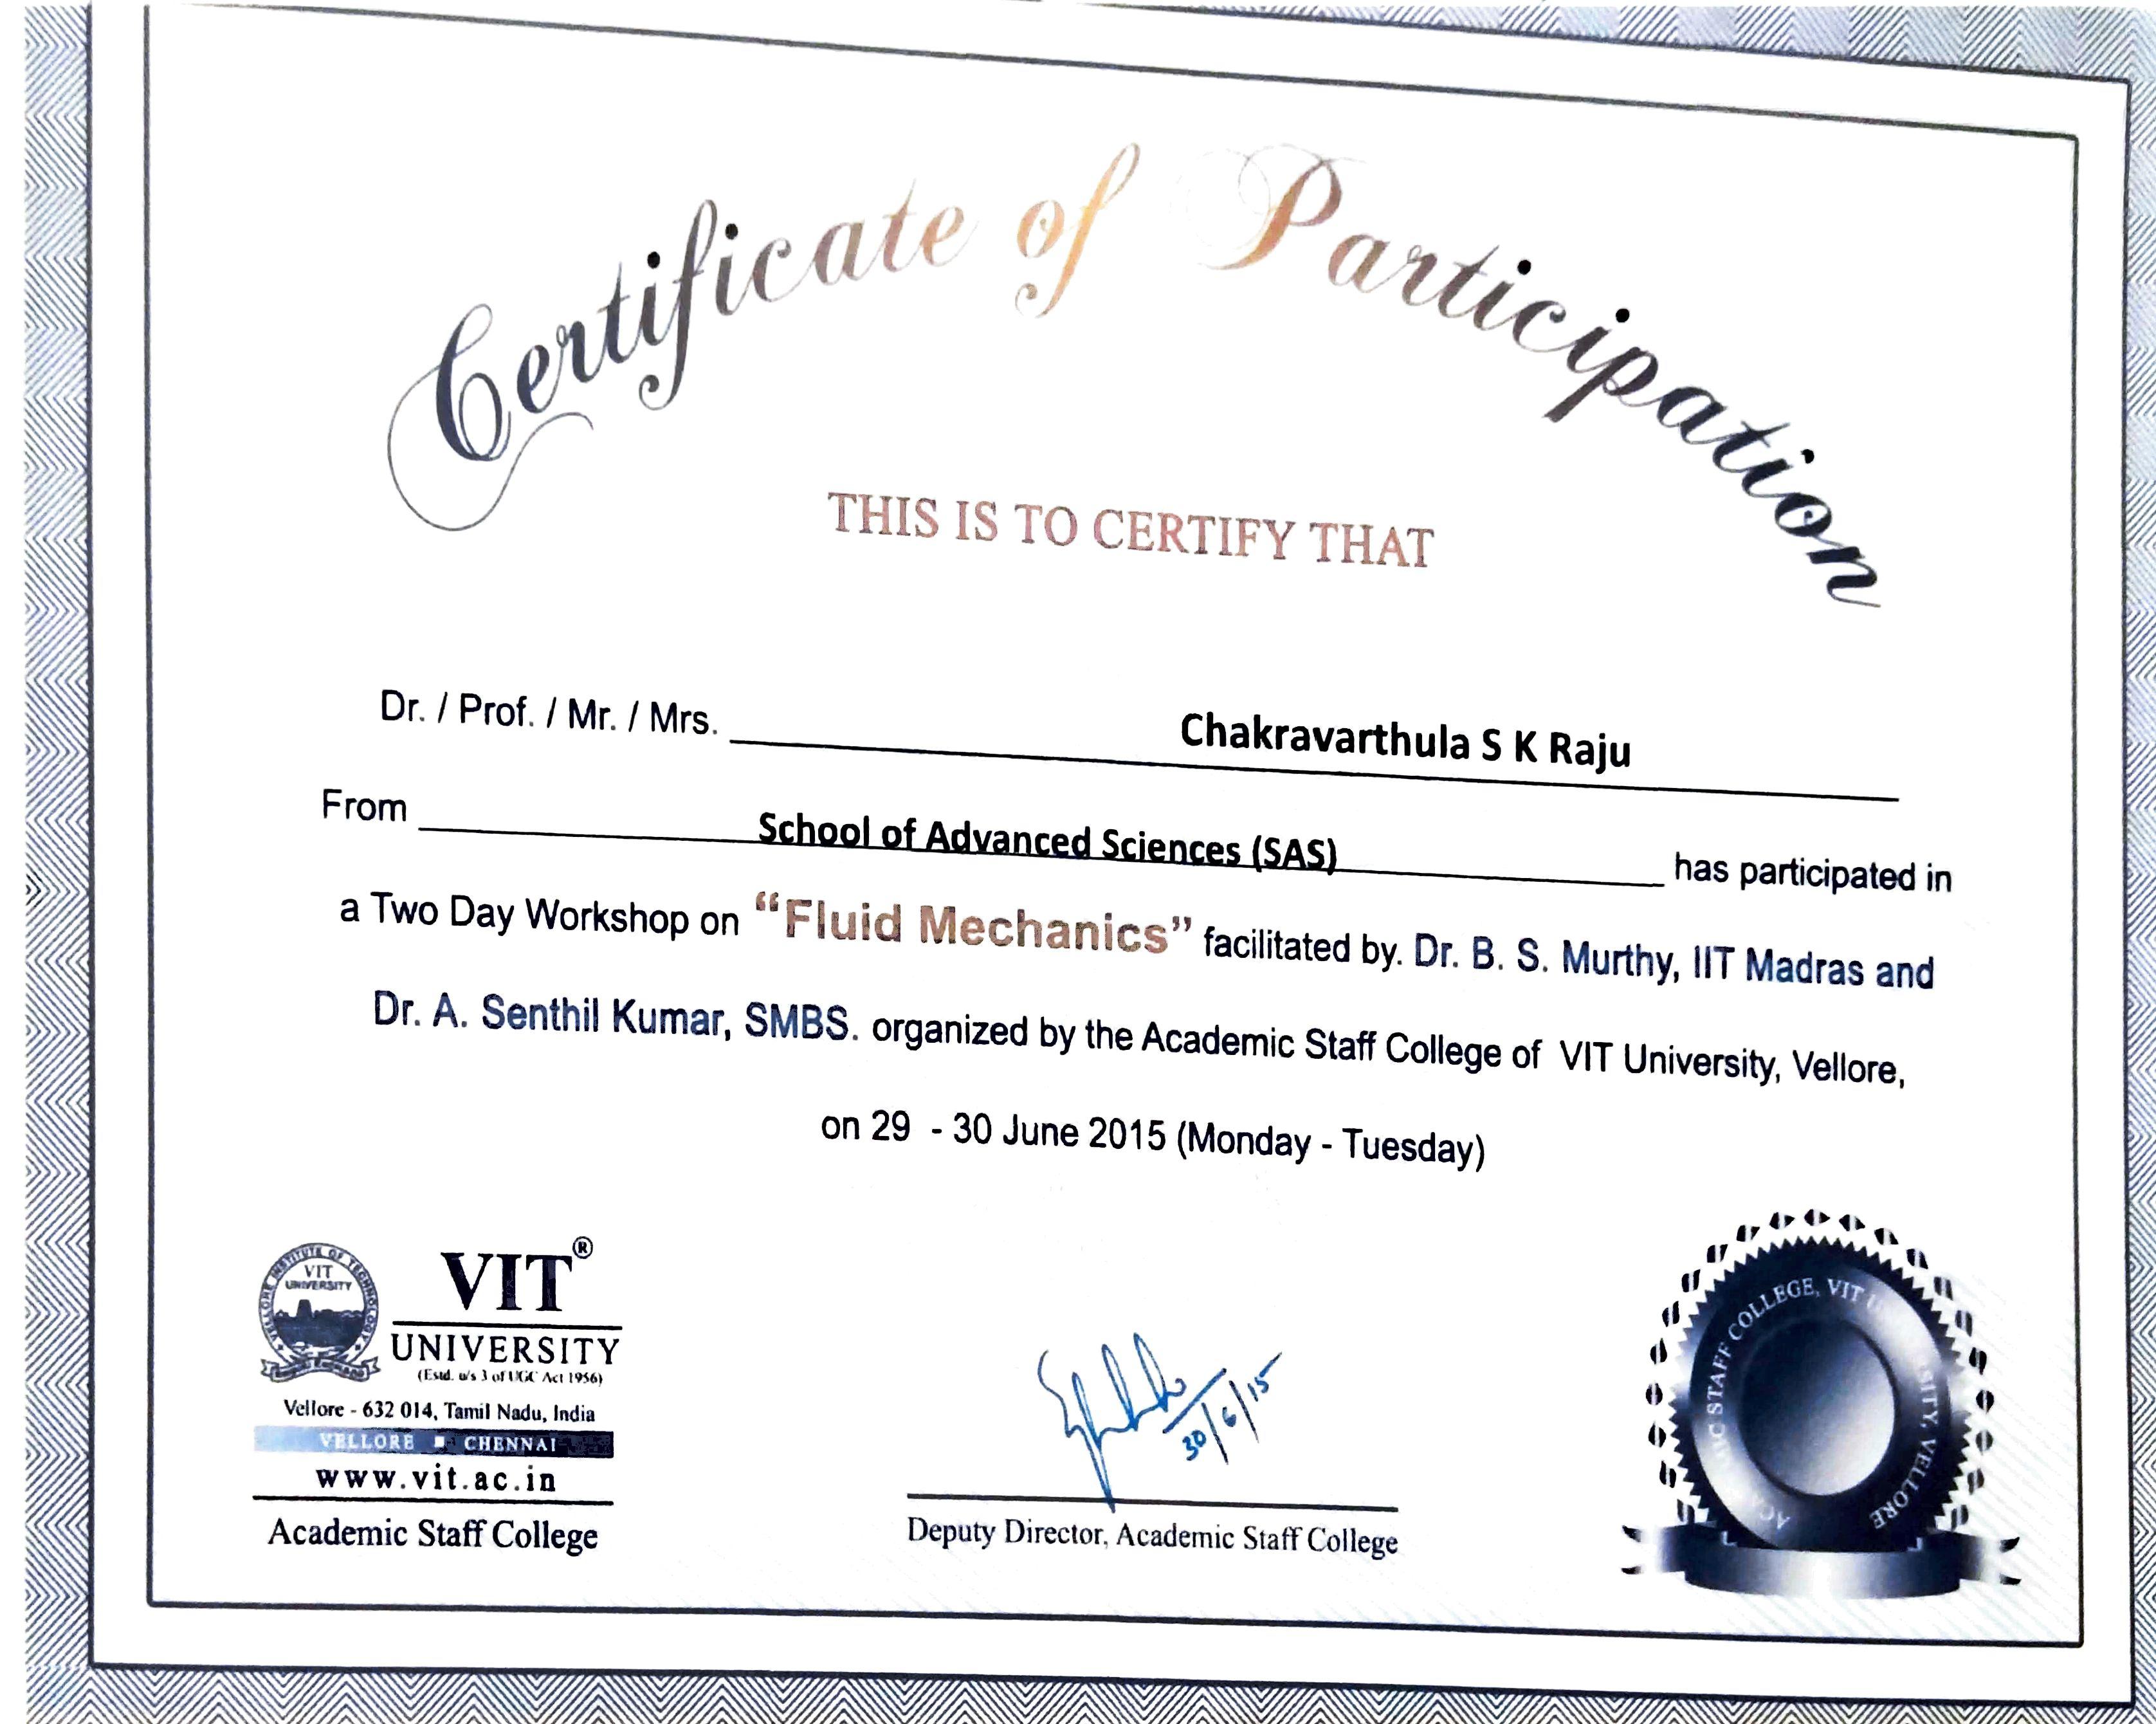 Certificate of Participation
THIS IS TO CERTIFY THAT
Dr. / Prof. / Mr. / Mrs. Chakravarthula S K Raju
From School of Advanced Sciences (SAS) has participated in
a Two Day Workshop on “Fluid Mechanics” facilitated by. Dr. B. S. Murthy, IIT Madras and
Dr. A. Senthil Kumar, SMBS. organized by the Academic Staff College of VIT University, Vellore,
on 29 - 30 June 2015 (Monday - Tuesday)
VELLORE INSTITUTE OF TECHNOLOGY
VIT
UNIVERSITY
VIT®
UNIVERSITY
(Estd. u/s 3 of UGC Act 1956)
Vellore - 632 014, Tamil Nadu, India
VELLORE ■ CHENNAI
www.vit.ac.in
Academic Staff College
30/6/15
Deputy Director, Academic Staff College
ACADEMIC STAFF COLLEGE, VIT UNIVERSITY, VELLORE